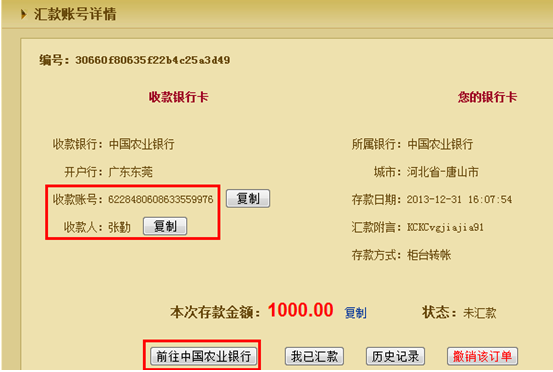 汇款账号详情
编号：30660f80635f22b4c25a3d49
收款银行卡
您的银行卡
收款银行：中国农业银行
所属银行：中国农业银行
开户行：广东东莞
城市：河北省-唐山市
收款账号：6228480608633559976 复制
存款日期：2013-12-31 16:07:54
收款人：张勤 复制
汇款附言：KCKCvgjiajia91
存款方式：柜台转帐
本次存款金额：1000.00 复制 状态：未汇款
前往中国农业银行 我已汇款 历史记录 撤销该订单